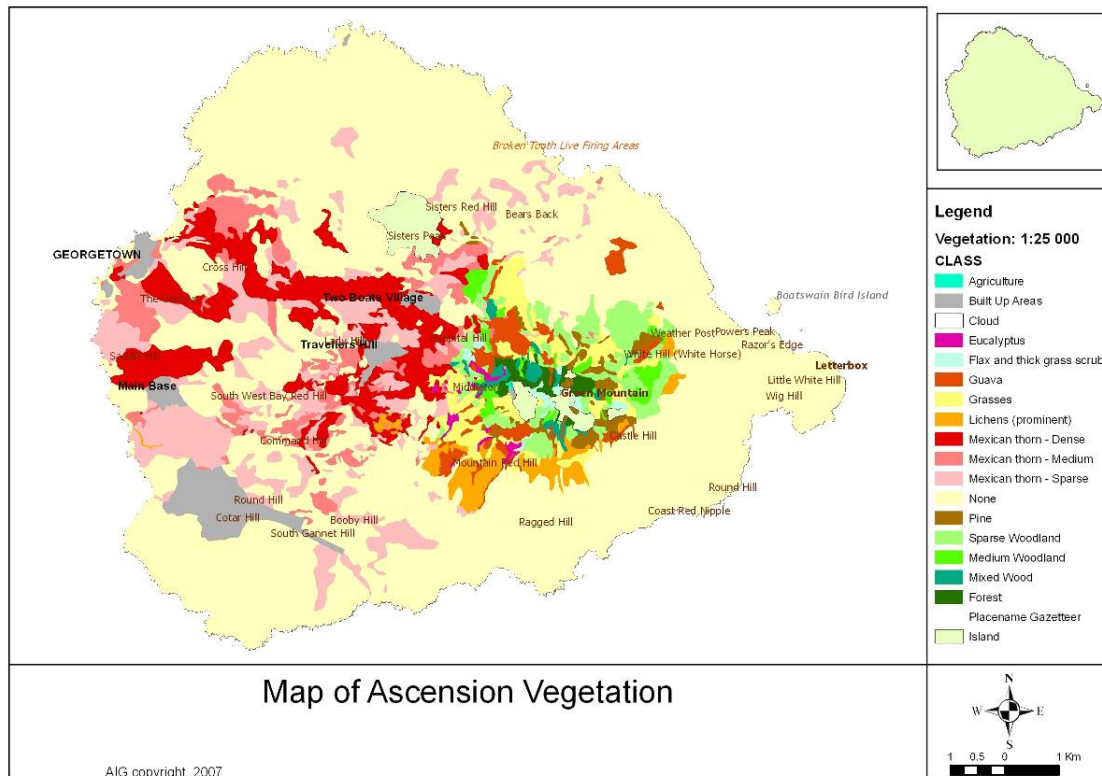 Broken Tooth Live Firing Areas
Sisters Red Hill
Bears Back
Sisters Peak
GEORGETOWN
Cross Hill
Two Boats Village
Boatswain Bird Island
Weather Post
Powers Peak
Razor's Edge
Travellers Hill
Lady Hill
White Hill (White Horse)
Letterbox
Main Base
Middleton
Green Mountain
Little White Hill
South West Bay Red Hill
Wig Hill
Command Hill
Castle Hill
Mountain Red Hill
Round Hill
Round Hill
Cotar Hill
Booby Hill
Ragged Hill
Coast Red Nipple
South Gannet Hill
Legend
Vegetation: 1:25 000
CLASS
Agriculture
Built Up Areas
Cloud
Eucalyptus
Flax and thick grass scrub
Guava
Grasses
Lichens (prominent)
Mexican thorn - Dense
Mexican thorn - Medium
Mexican thorn - Sparse
None
Pine
Sparse Woodland
Medium Woodland
Mixed Wood
Forest
Placename Gazetteer
Island
Map of Ascension Vegetation
AIG copyright 2007
N
W
E
S
1 0.5 0 1 Km